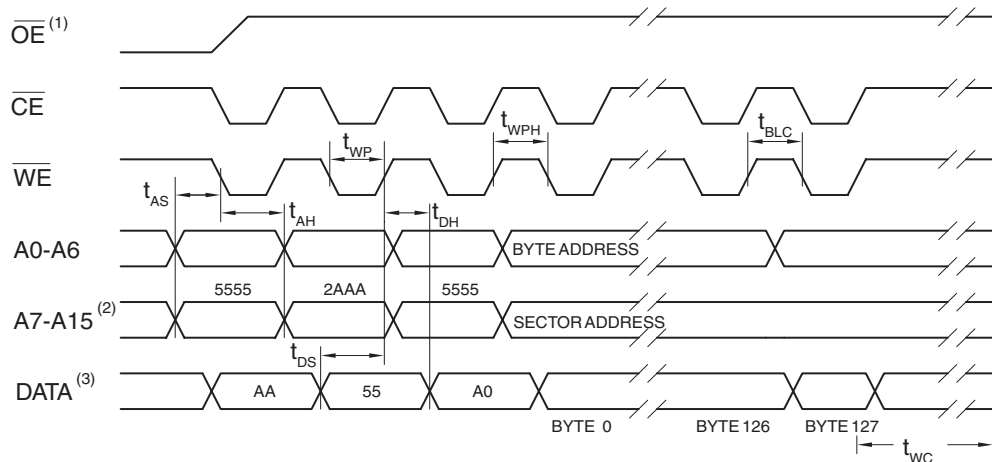 OE (1)
CE
tWP
tWPH
tBLC
WE
tAS
tAH
tDH
A0-A6
BYTE ADDRESS
5555
2AAA
5555
A7-A15 (2)
SECTOR ADDRESS
tDS
DATA (3)
AA
55
A0
BYTE 0
BYTE 126
BYTE 127
tWC